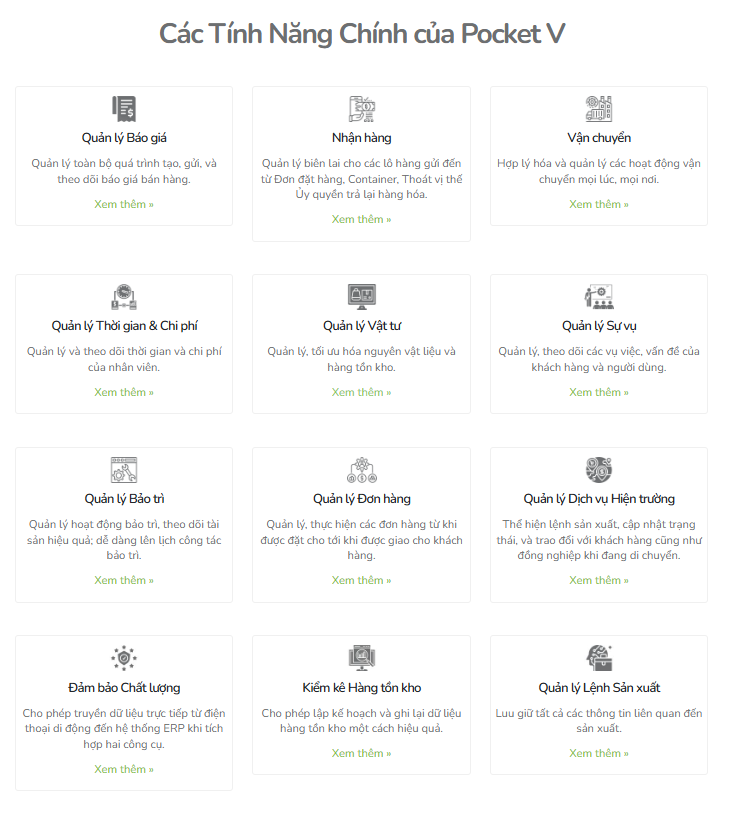 Các Tính Năng Chính của Pocket V
Quản lý Báo giá
Quản lý toàn bộ quá trình tạo, gửi, và
theo dõi báo giá bán hàng.
Xem thêm »
Nhận hàng
Quản lý biên lai cho các lô hàng gửi đến
từ Đơn đặt hàng, Container, Thoát vị thế
Ủy quyền trả lại hàng hóa.
Xem thêm »
Vận chuyển
Hợp lý hóa và quản lý các hoạt động vận
chuyển mọi lúc, mọi nơi.
Xem thêm »
Quản lý Thời gian & Chi phí
Quản lý và theo dõi thời gian và chi phí
của nhân viên.
Xem thêm »
Quản lý Vật tư
Quản lý, tối ưu hóa nguyên vật liệu và
hàng tồn kho.
Xem thêm »
Quản lý Sự vụ
Quản lý, theo dõi các vụ việc, vấn đề của
khách hàng và người dùng.
Xem thêm »
Quản lý Bảo trì
Quản lý hoạt động bảo trì, theo dõi tài
sản hiệu quả; dễ dàng lên lịch công tác
bảo trì.
Xem thêm »
Quản lý Đơn hàng
Quản lý, thực hiện các đơn hàng từ khi
được đặt cho tới khi được giao cho khách
hàng.
Xem thêm »
Quản lý Dịch vụ Hiện trường
Thể hiện lệnh sản xuất, cập nhật trạng
thái, và trao đổi với khách hàng cũng như
đồng nghiệp khi đang di chuyển.
Xem thêm »
Đảm bảo Chất lượng
Cho phép truyền dữ liệu trực tiếp từ điện
thoại di động đến hệ thống ERP khi tích
hợp hai công cụ.
Xem thêm »
Kiểm kê Hàng tồn kho
Cho phép lập kế hoạch và ghi lại dữ liệu
hàng tồn kho một cách hiệu quả.
Xem thêm »
Quản lý Lệnh Sản xuất
Lưu giữ tất cả các thông tin liên quan đến
sản xuất.
Xem thêm »